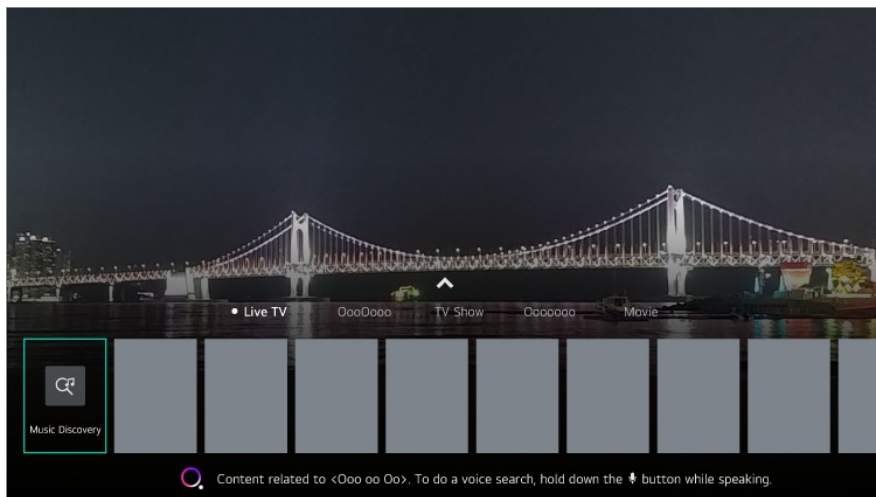 Live TV
OooOooo
TV Show
Ooooooo
Movie
Music Discovery
Content related to <Ooo oo Oo>. To do a voice search, hold down the button while speaking.